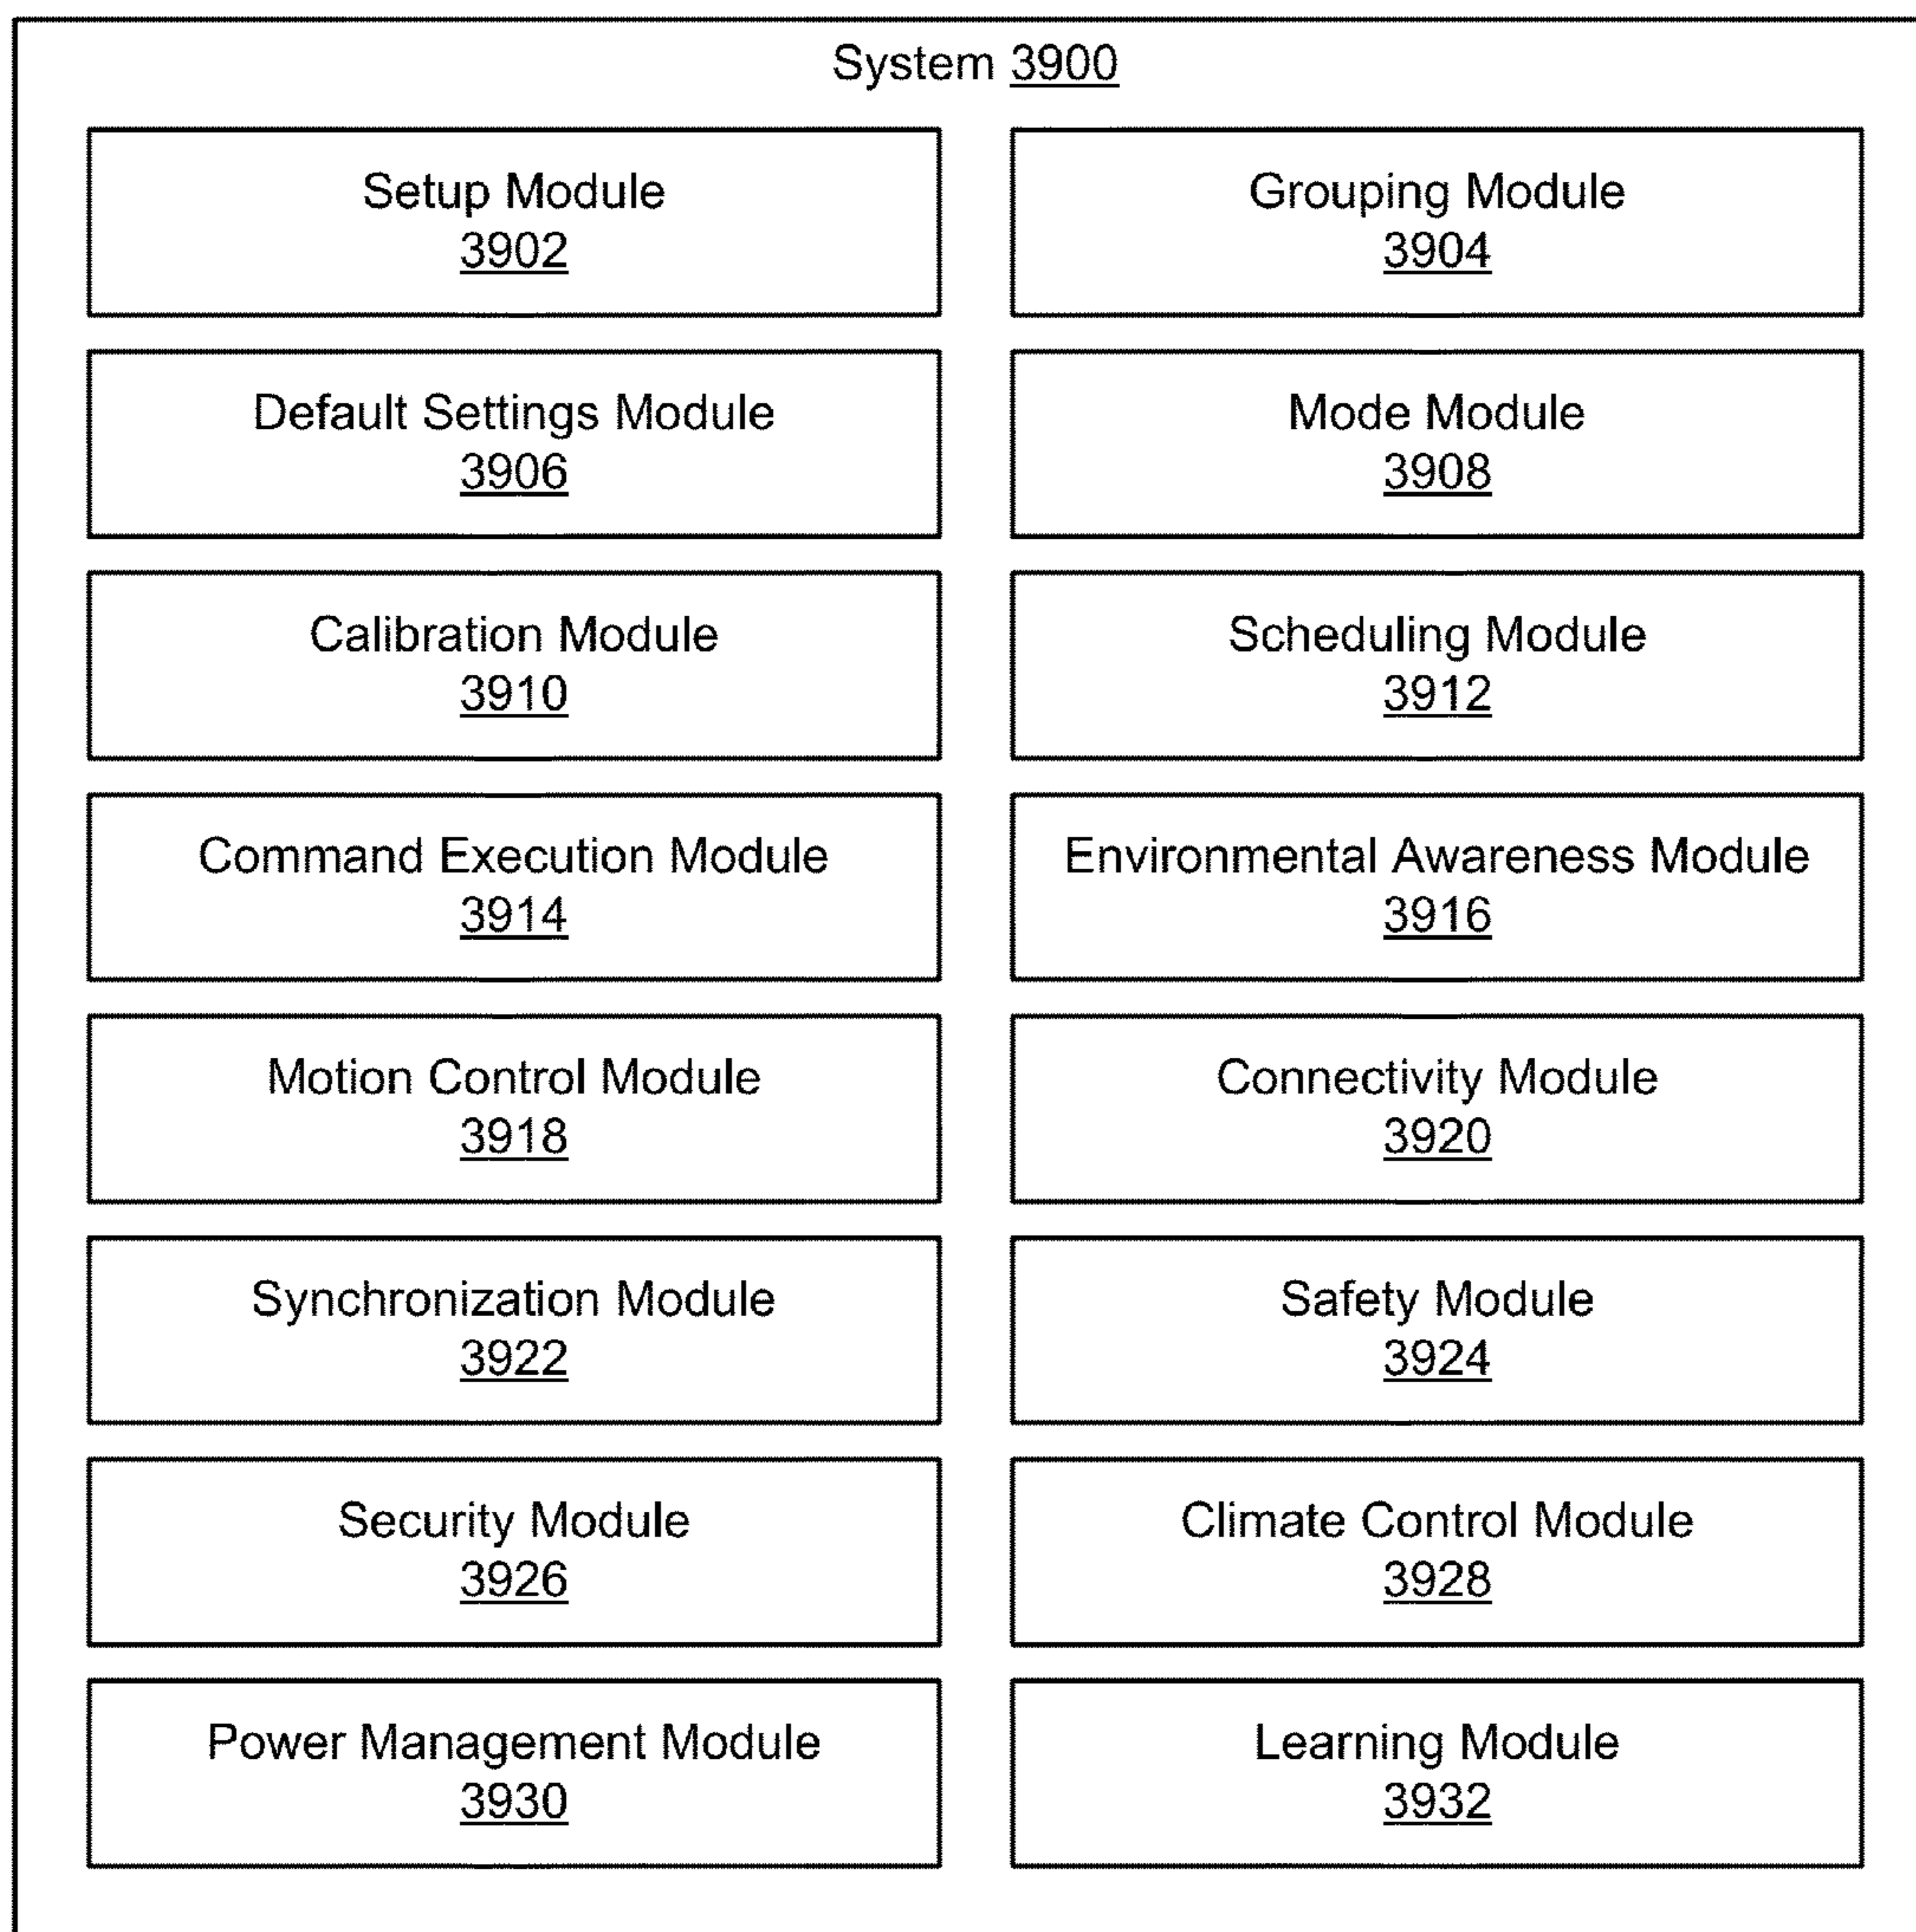 System 3900
Setup Module
3902
Grouping Module
3904
Default Settings Module
3906
Mode Module
3908
Calibration Module
3910
Scheduling Module
3912
Command Execution Module
3914
Environmental Awareness Module
3916
Motion Control Module
3918
Connectivity Module
3920
Synchronization Module
3922
Safety Module
3924
Security Module
3926
Climate Control Module
3928
Power Management Module
3930
Learning Module
3932